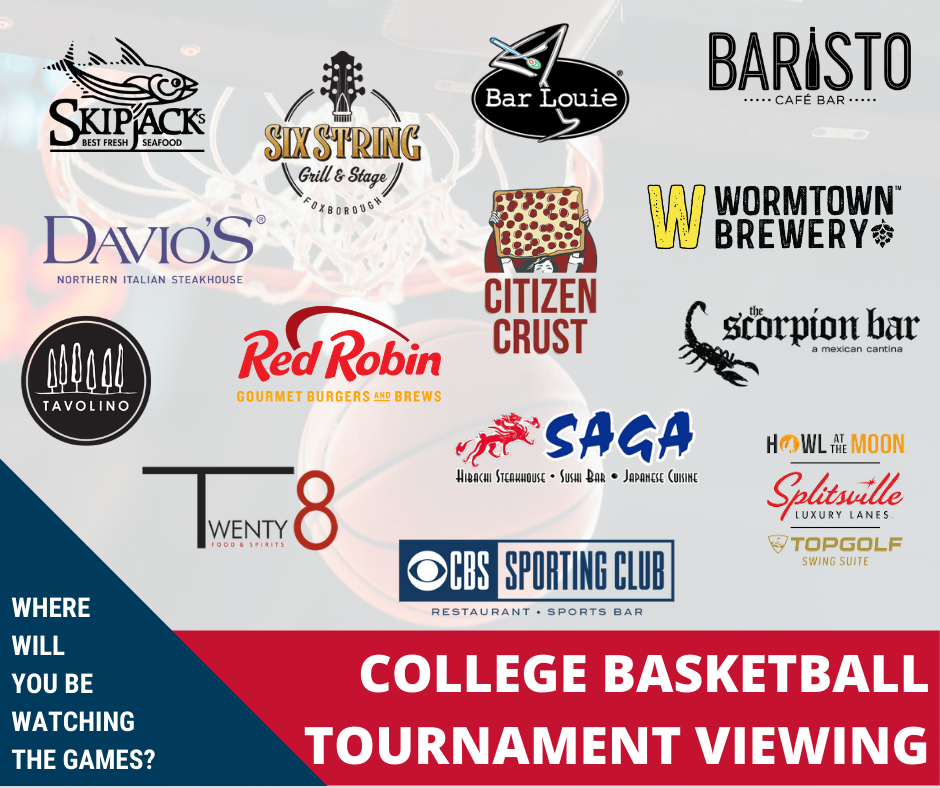 SKIPJACK's
BEST FRESH SEAFOOD
SIX STRING
Grill & Stage
FOXBOROUGH
Bar Louie®
BARISTO
CAFÉ BAR
DAVIO'S®
NORTHERN ITALIAN STEAKHOUSE
CITIZEN
CRUST
W WORMTOWN™
BREWERY
the
scorpion bar
a mexican cantina
TAVOLINO
Red Robin
GOURMET BURGERS AND BREWS
SAGA
HIBACHI STEAKHOUSE • SUSHI BAR • JAPANESE CUISINE
HOWL AT THE MOON
Splitsville
LUXURY LANES
TOPGOLF
SWING SUITE
TWENTY8
FOOD & SPIRITS
CBS SPORTING CLUB
RESTAURANT • SPORTS BAR
WHERE
WILL
YOU BE
WATCHING
THE GAMES?
COLLEGE BASKETBALL
TOURNAMENT VIEWING